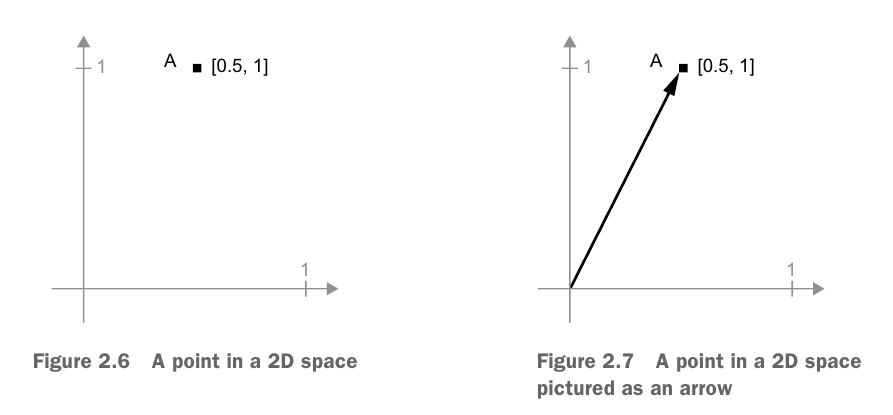 1
A
[0.5, 1]
1
Figure 2.6 A point in a 2D space
1
A
[0.5, 1]
1
Figure 2.7 A point in a 2D space
pictured as an arrow